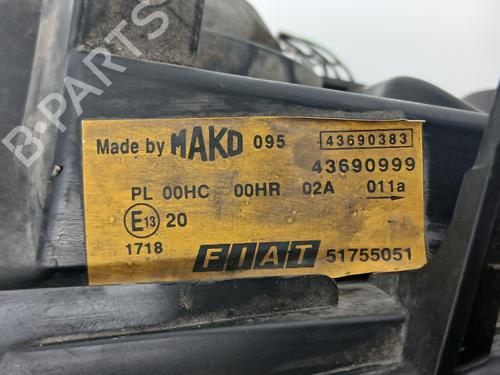 Made by MAKO 095 43690383
43690999
PL 00HC 00HR 02A 011a
E13 20
1718
FIAT 51755051
B-PARTS